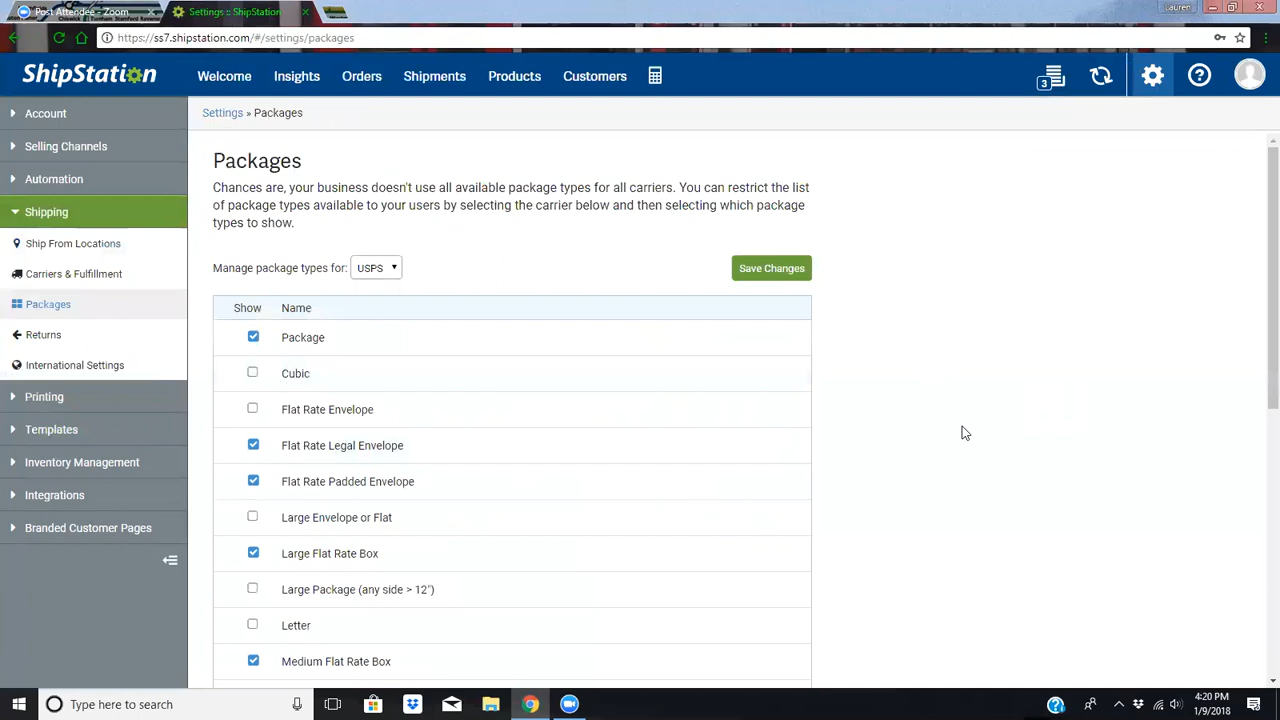 Post Attendee - Zoom
Settings :: ShipStation
Lauren
https://ss7.shipstation.com/#/settings/packages
ShipStation
Welcome
Insights
Orders
Shipments
Products
Customers
3
Account
Selling Channels
Automation
Shipping
Ship From Locations
Carriers & Fulfillment
Packages
Returns
International Settings
Printing
Templates
Inventory Management
Integrations
Branded Customer Pages
Settings » Packages
Packages
Chances are, your business doesn't use all available package types for all carriers. You can restrict the list
of package types available to your users by selecting the carrier below and then selecting which package
types to show.
Manage package types for: USPS
Save Changes
Show Name
Package
Cubic
Flat Rate Envelope
Flat Rate Legal Envelope
Flat Rate Padded Envelope
Large Envelope or Flat
Large Flat Rate Box
Large Package (any side > 12")
Letter
Medium Flat Rate Box
Type here to search
4:20 PM
1/9/2018